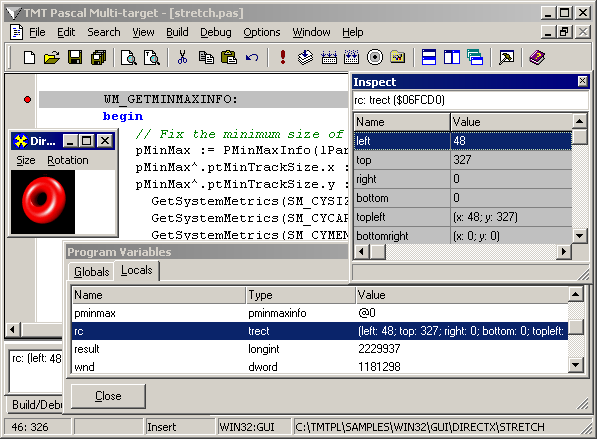 TMT Pascal Multi-target - [stretch.pas]
File Edit Search Build Run Debug Options Window Help
WM_GETMINMAXINFO:
begin
// Fix the minimum size of
pMinMax := PMinMaxInfo(lPar
pMinMax^.ptMinTrackSize.x :
pMinMax^.ptMinTrackSize.y :
GetSystemMetrics(SM_CYSIZ
GetSystemMetrics(SM_CYCAP
GetSystemMetrics(SM_CYMEN
Dir...
Size Rotation
Inspect
rc: trect ($06FCD0)
Name Value
left 48
top 327
right 0
bottom 0
topleft (x: 48; y: 327)
bottomright (x: 0; y: 0)
Program Variables
Globals Locals
Name Type Value
pminmax pminmaxinfo @0
rc trect (left: 48; top: 327; right: 0; bottom: 0; topleft:
result longint 2229937
wnd dword 1181298
Close
rc: (left: 48
Build/Debu
46: 326 Insert WIN32:GUI C:\TMTPL\SAMPLES\WIN32\GUI\DIRECTX\STRETCH